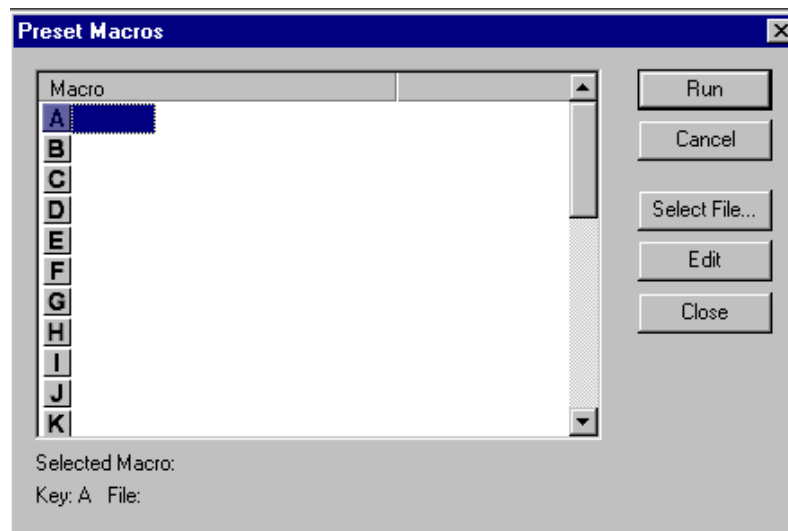 Preset Macros
Macro
A
B
C
D
E
F
G
H
I
J
K
Run
Cancel
Select File...
Edit
Close
Selected Macro:
Key: A File: